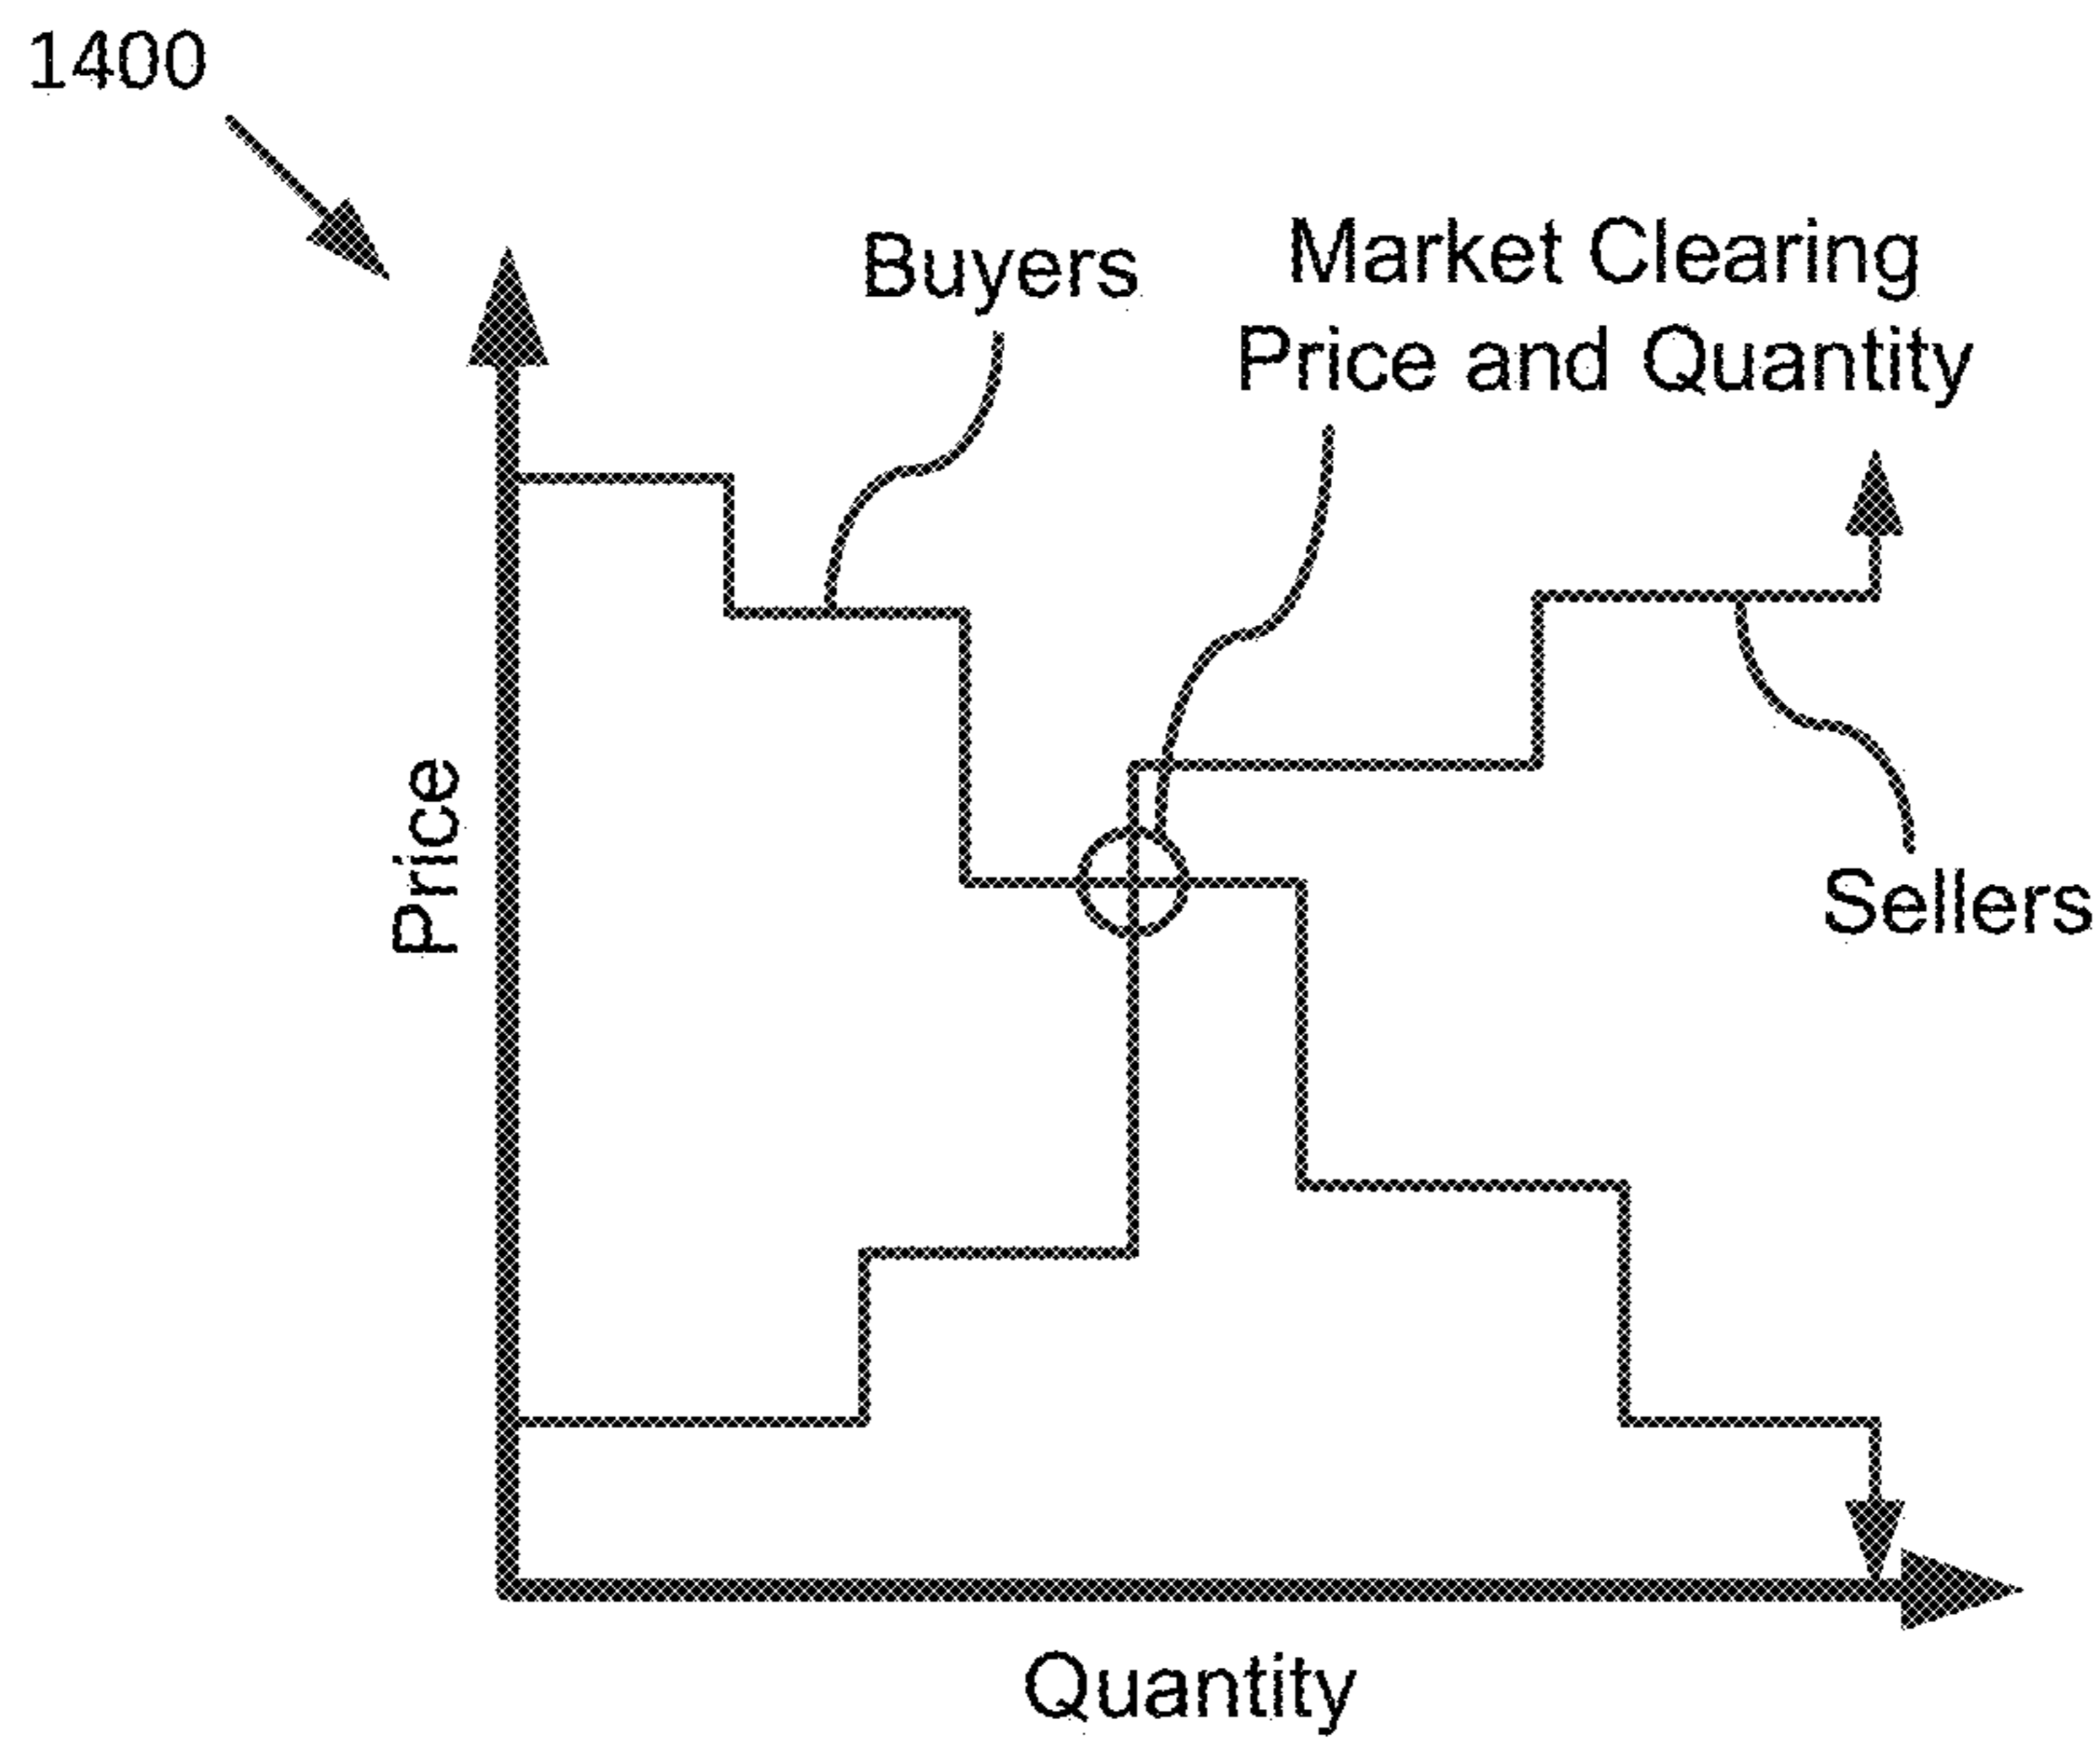 1400
Buyers
Market Clearing
Price and Quantity
Price
Sellers
Quantity